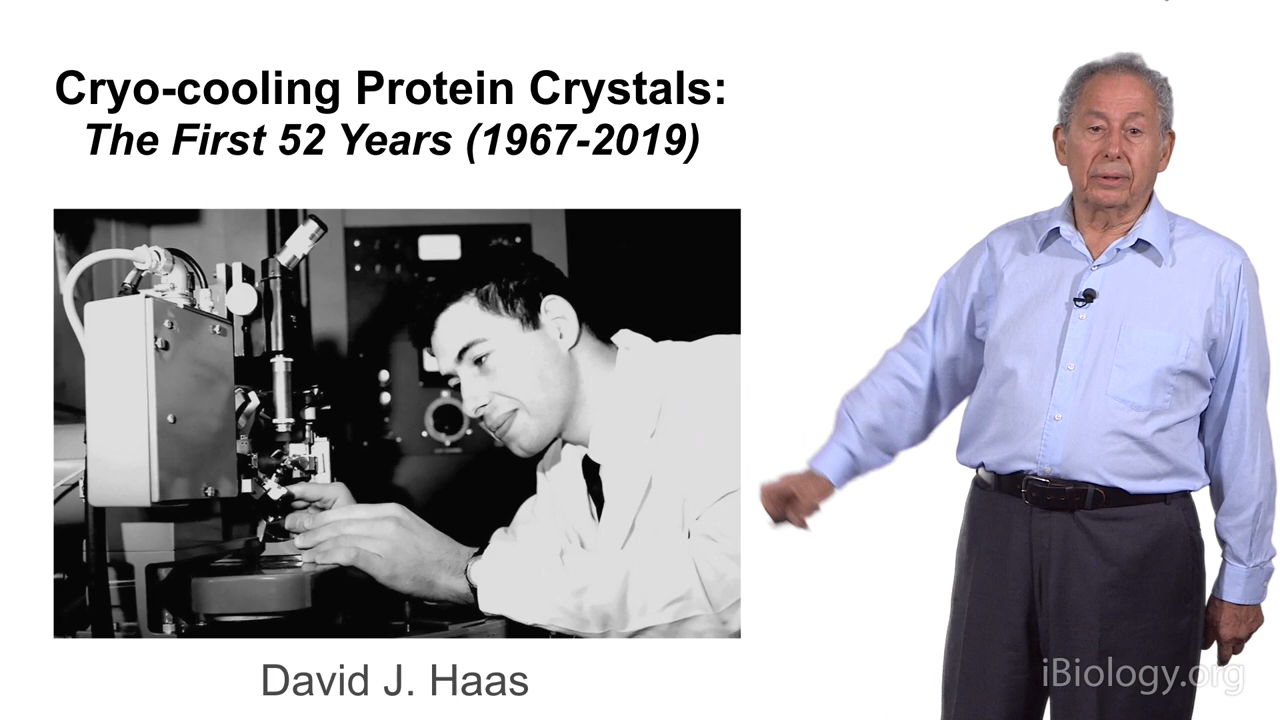 Cryo-cooling Protein Crystals:
The First 52 Years (1967-2019)
David J. Haas
iBiology.org